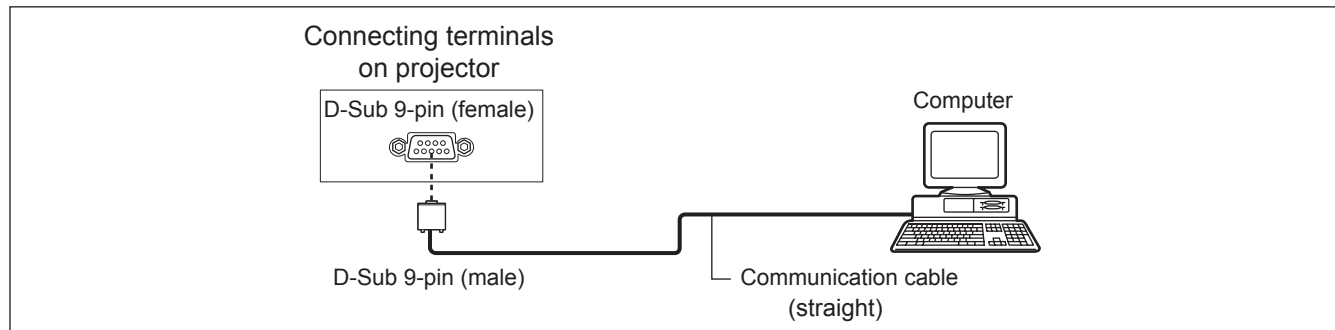 Connecting terminals
on projector
D-Sub 9-pin (female)
Computer
D-Sub 9-pin (male)
Communication cable
(straight)